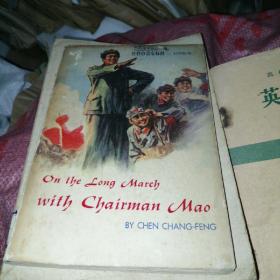 On the Long March
with Chairman Mao
BY CHEN CHANG-FENG
英